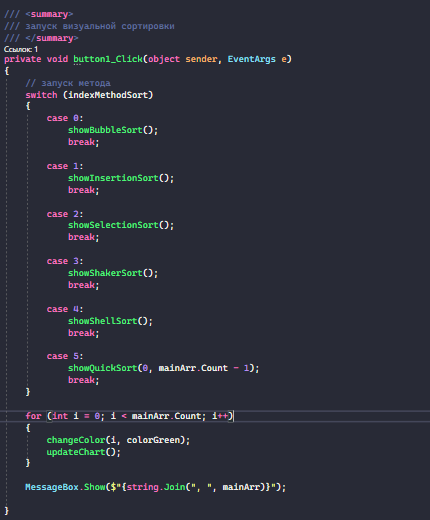 /// <summary>
/// запуск визуальной сортировки
/// </summary>
Ссылок: 1
private void button1_Click(object sender, EventArgs e)
{
    // запуск метода
    switch (indexMethodSort)
    {
        case 0:
            showBubbleSort();
            break;

        case 1:
            showInsertionSort();
            break;

        case 2:
            showSelectionSort();
            break;

        case 3:
            showShakerSort();
            break;

        case 4:
            showShellSort();
            break;

        case 5:
            showQuickSort(0, mainArr.Count - 1);
            break;
    }

    for (int i = 0; i < mainArr.Count; i++)
    {
        changeColor(i, colorGreen);
        updateChart();
    }

    MessageBox.Show($"{string.Join(", ", mainArr)}");

}